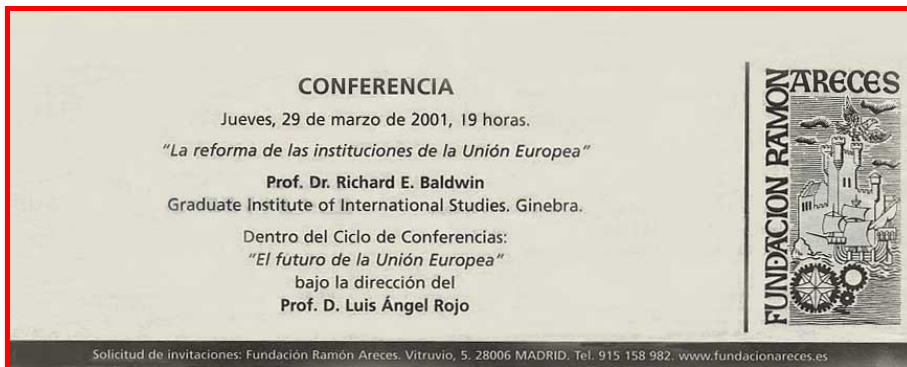 CONFERENCIA
Jueves, 29 de marzo de 2001, 19 horas.
"La reforma de las instituciones de la Unión Europea"
Prof. Dr. Richard E. Baldwin
Graduate Institute of International Studies. Ginebra.
Dentro del Ciclo de Conferencias:
"El futuro de la Unión Europea"
bajo la dirección del
Prof. D. Luis Ángel Rojo
FUNDACION RAMON
ARECES
Solicitud de invitaciones: Fundación Ramón Areces. Vitruvio, 5. 28006 MADRID. Tel. 915 158 982. www.fundacionareces.es